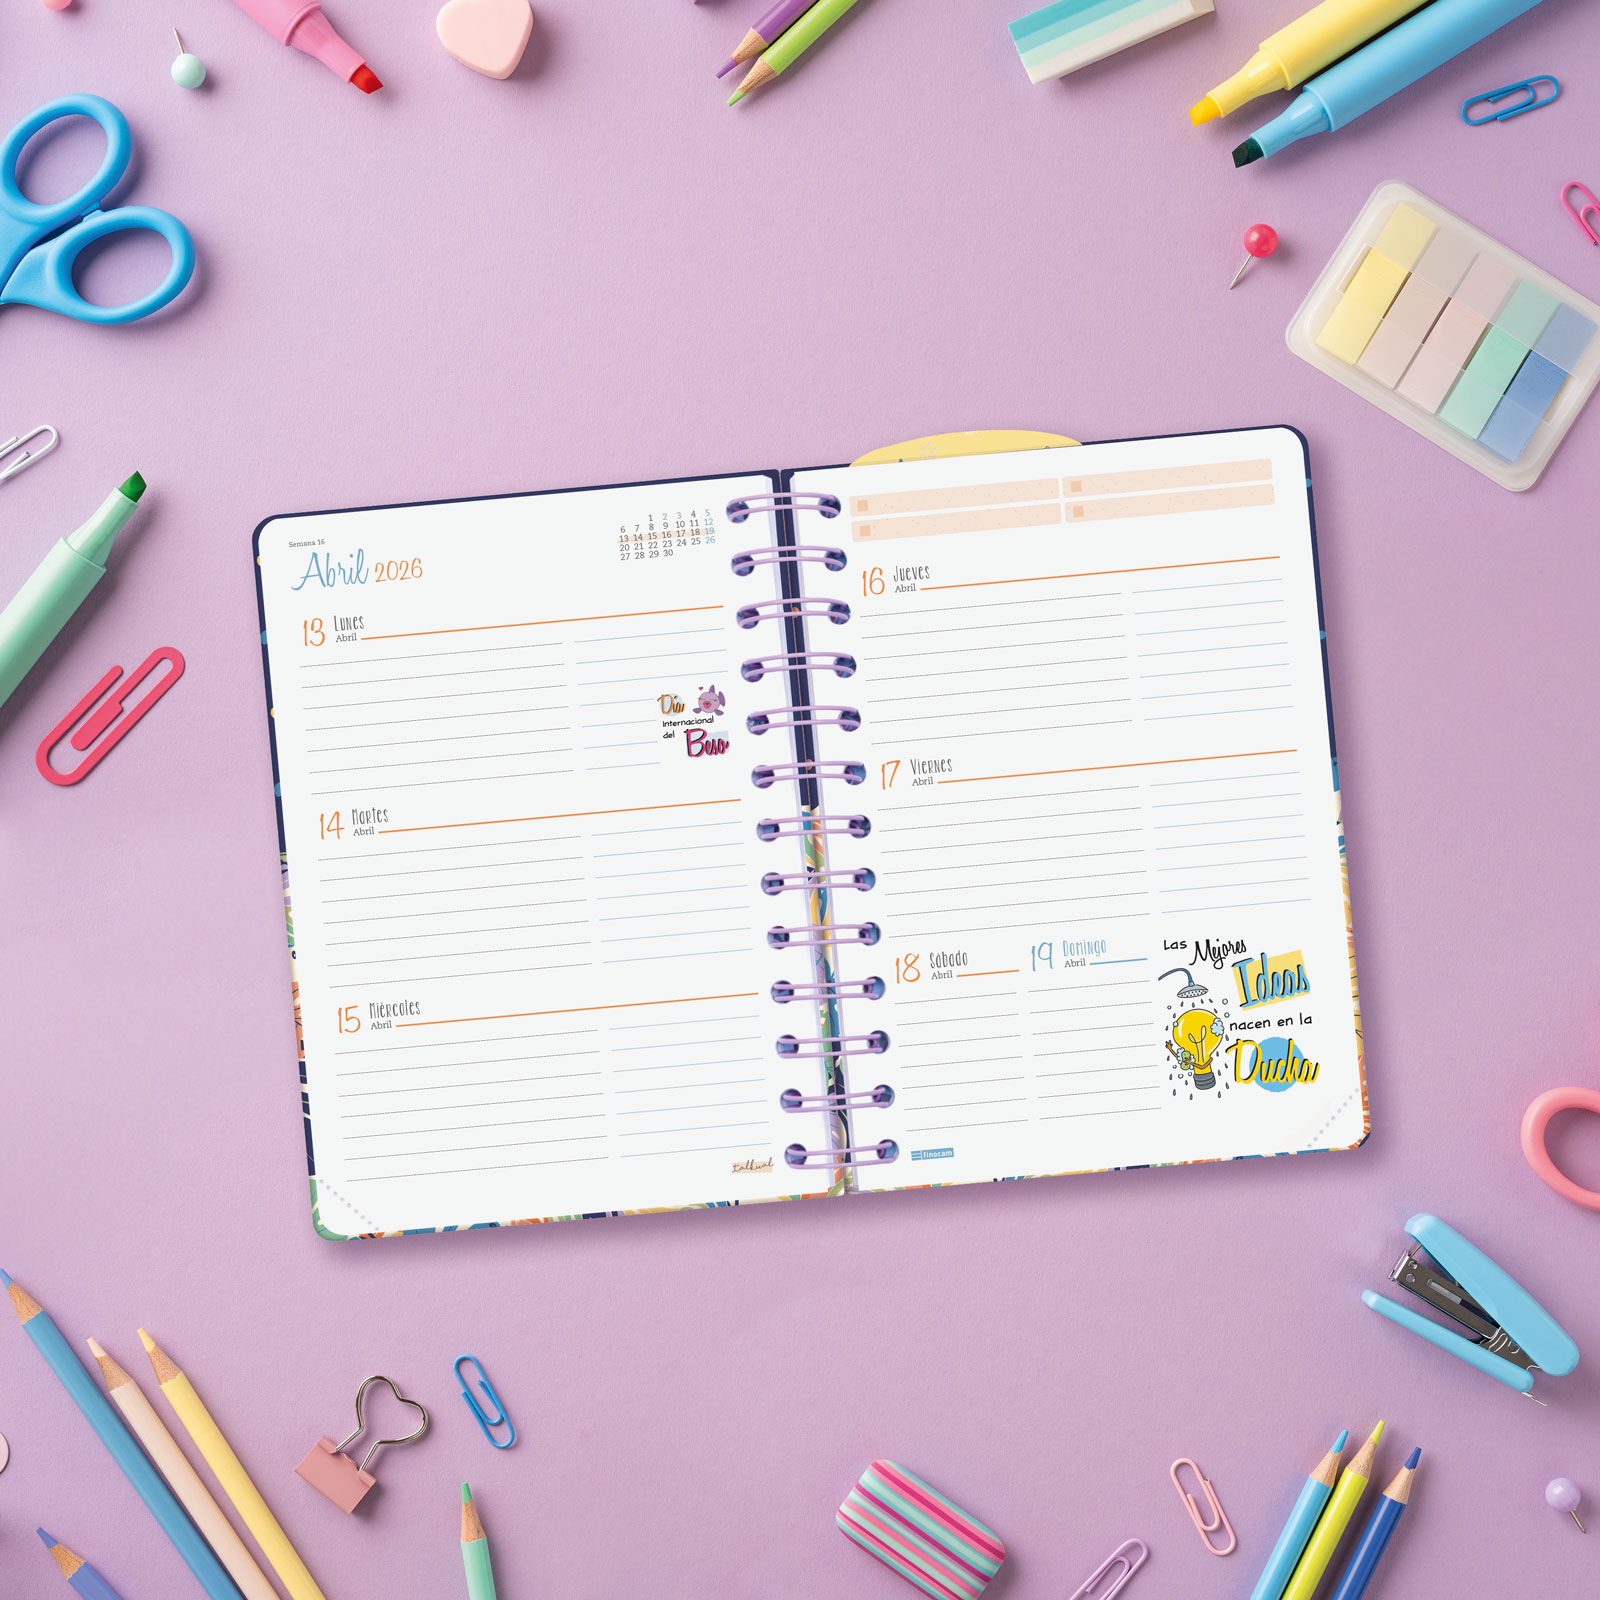 Semana 16
Abril 2026
1 2 3 4 5
6 7 8 9 10 11 12
13 14 15 16 17 18 19
20 21 22 23 24 25 26
27 28 29 30
13 Lunes
Abril
Día
Internacional
del
Beso
14 Martes
Abril
15 Miércoles
Abril
talkual
16 Jueves
Abril
17 Viernes
Abril
18 Sábado
Abril
19 Domingo
Abril
Las Mejores
Ideas
nacen en la
Ducha
finocam